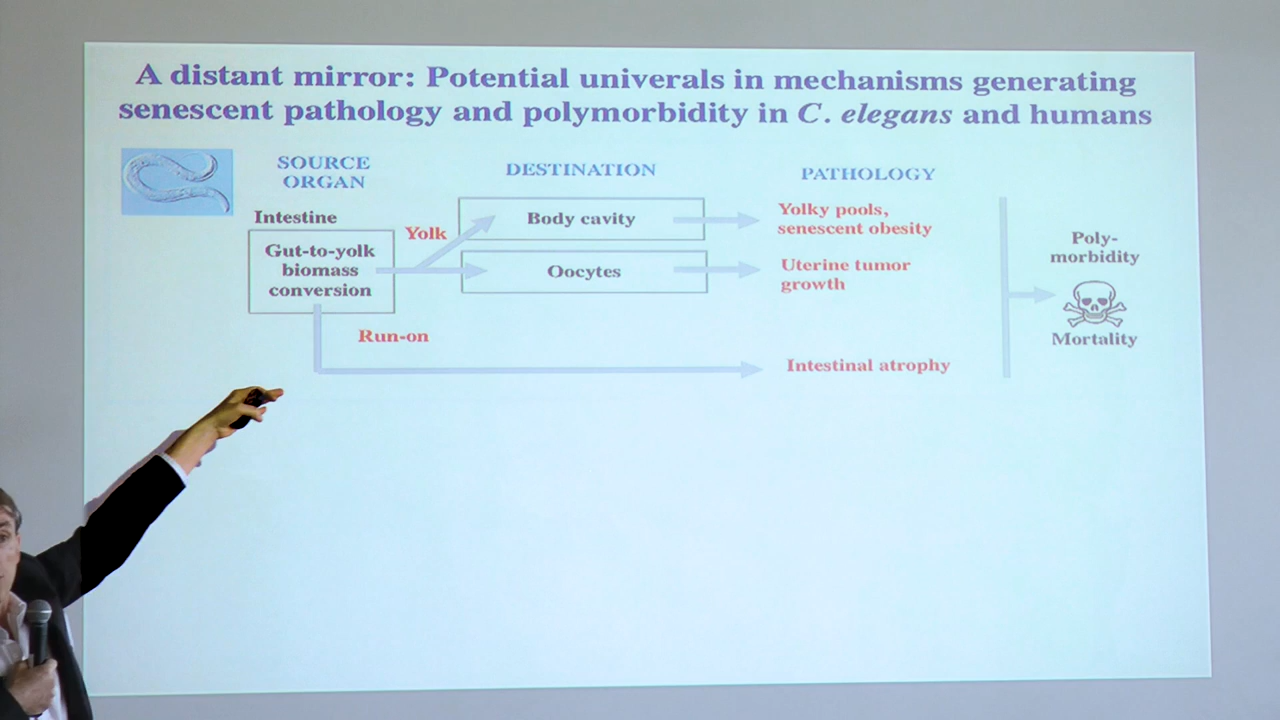 A distant mirror: Potential univerals in mechanisms generating
senescent pathology and polymorbidity in C. elegans and humans
SOURCE
ORGAN
DESTINATION
PATHOLOGY
Intestine
Gut-to-yolk
biomass
conversion
Yolk
Body cavity
Oocytes
Yolky pools,
senescent obesity
Uterine tumor
growth
Run-on
Intestinal atrophy
Poly-
morbidity
Mortality